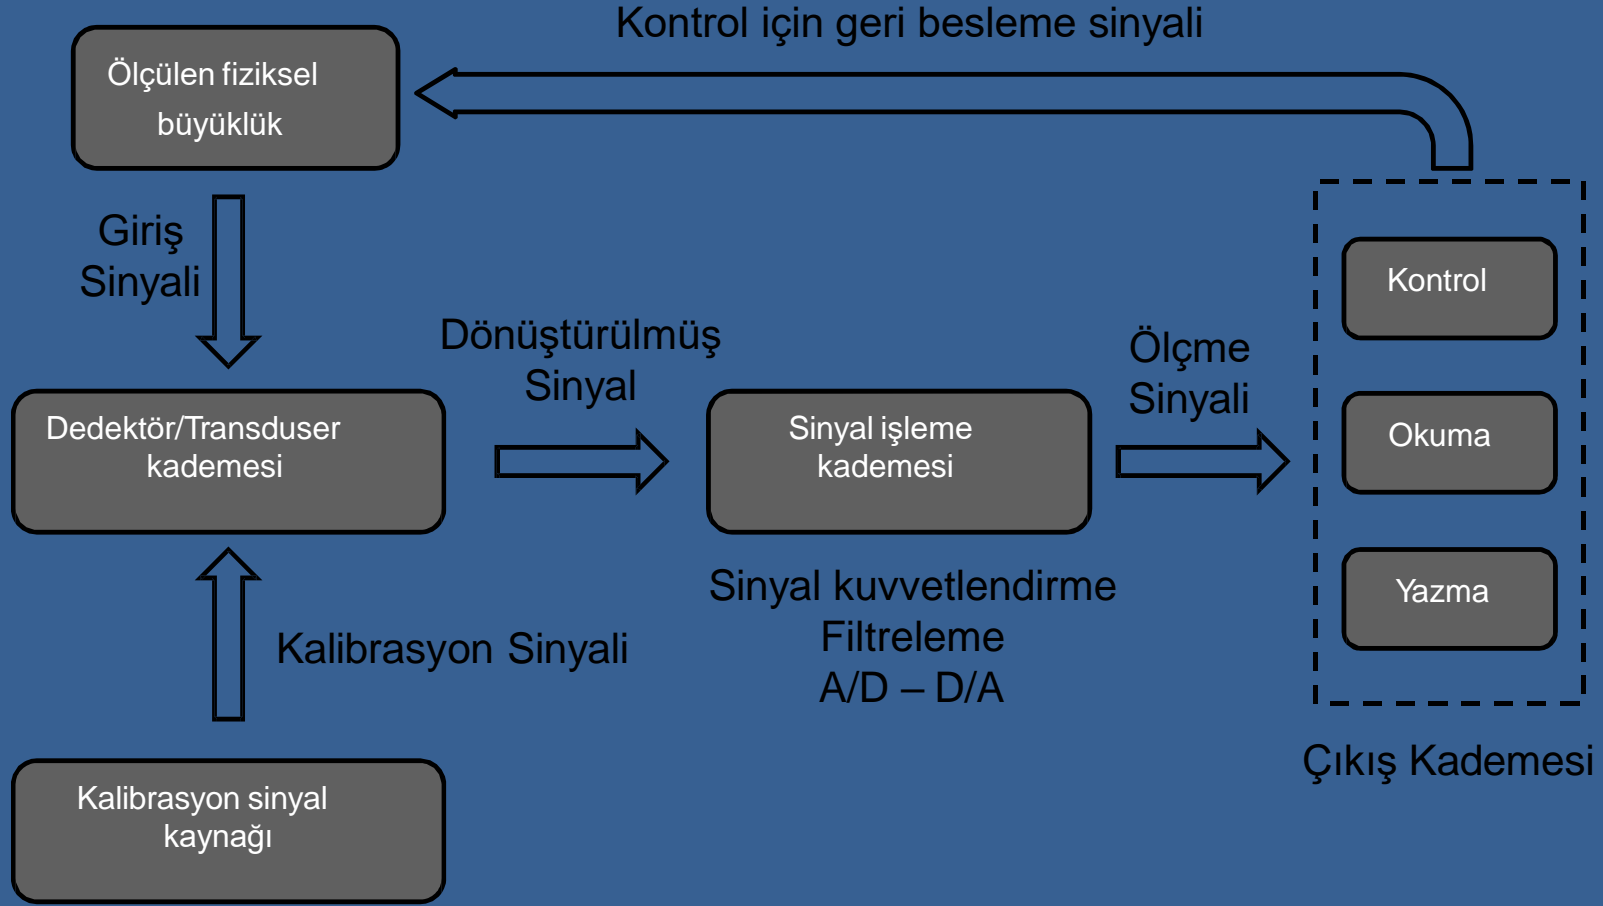 Kontrol için geri besleme sinyali
Ölçülen fiziksel
büyüklük
Giriş
Sinyali
Kontrol
Dönüştürülmüş
Sinyal
Ölçme
Sinyali
Dedektör/Transduser
kademesi
Sinyal işleme
kademesi
Okuma
Sinyal kuvvetlendirme
Filtreleme
A/D – D/A
Yazma
Kalibrasyon Sinyali
Çıkış Kademesi
Kalibrasyon sinyal
kaynağı